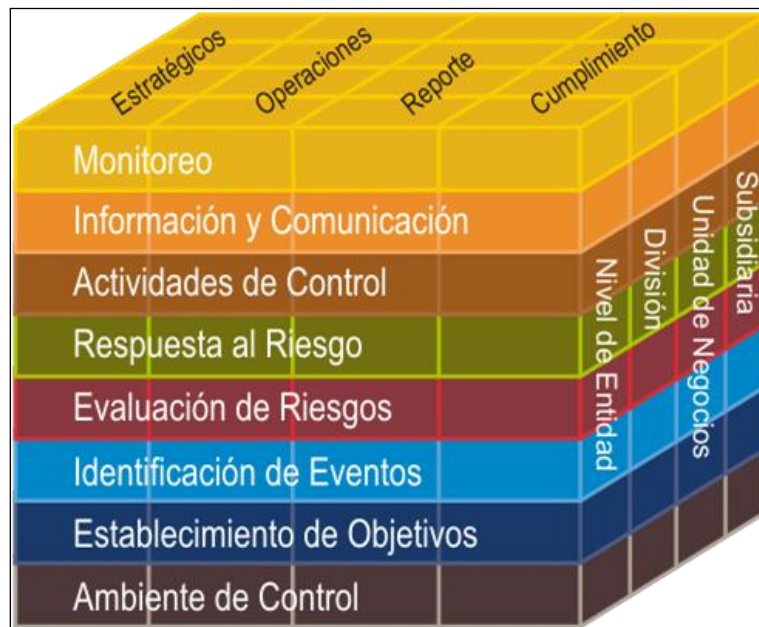 Estratégicos
Operaciones
Reporte
Cumplimiento
Monitoreo
Información y Comunicación
Actividades de Control
Respuesta al Riesgo
Evaluación de Riesgos
Identificación de Eventos
Establecimiento de Objetivos
Ambiente de Control
Nivel de Entidad
División
Unidad de Negocios
Subsidiaria